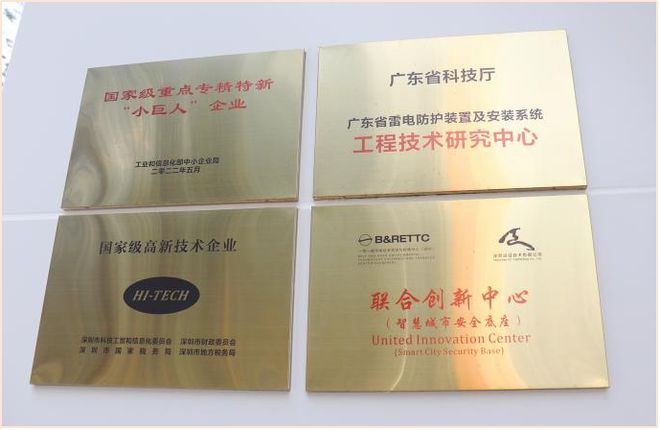 国家级重点专精特新
“小巨人”企业
工业和信息化部中小企业局
二零二二年五月
广东省科技厅
广东省雷电防护装置及安装系统
工程技术研究中心
国家级高新技术企业
HI-TECH
深圳市科技工贸和信息化委员会 深圳市财政委员会
深圳市国家税务局 深圳市地方税务局
B&RETTC
联合创新中心
(智慧城市安全底座)
United Innovation Center
(Smart City Security Base)